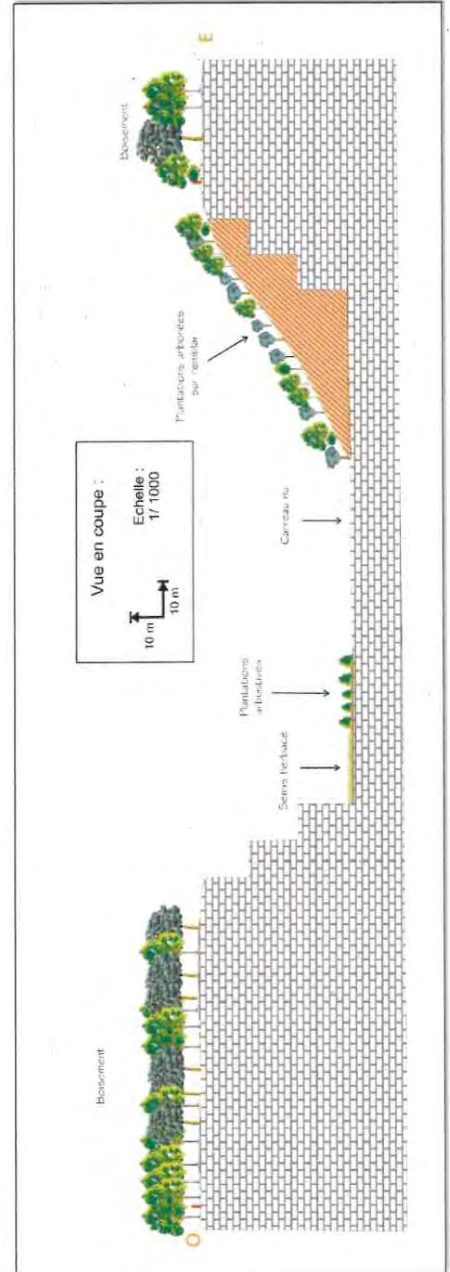 Vue en coupe :
Echelle :
1/ 1000
10 m
10 m
O
E
Boisement
Semis herbacé
Plantations
arbustives
Carreau nu
Plantations arborées
sur remblai
Boisement